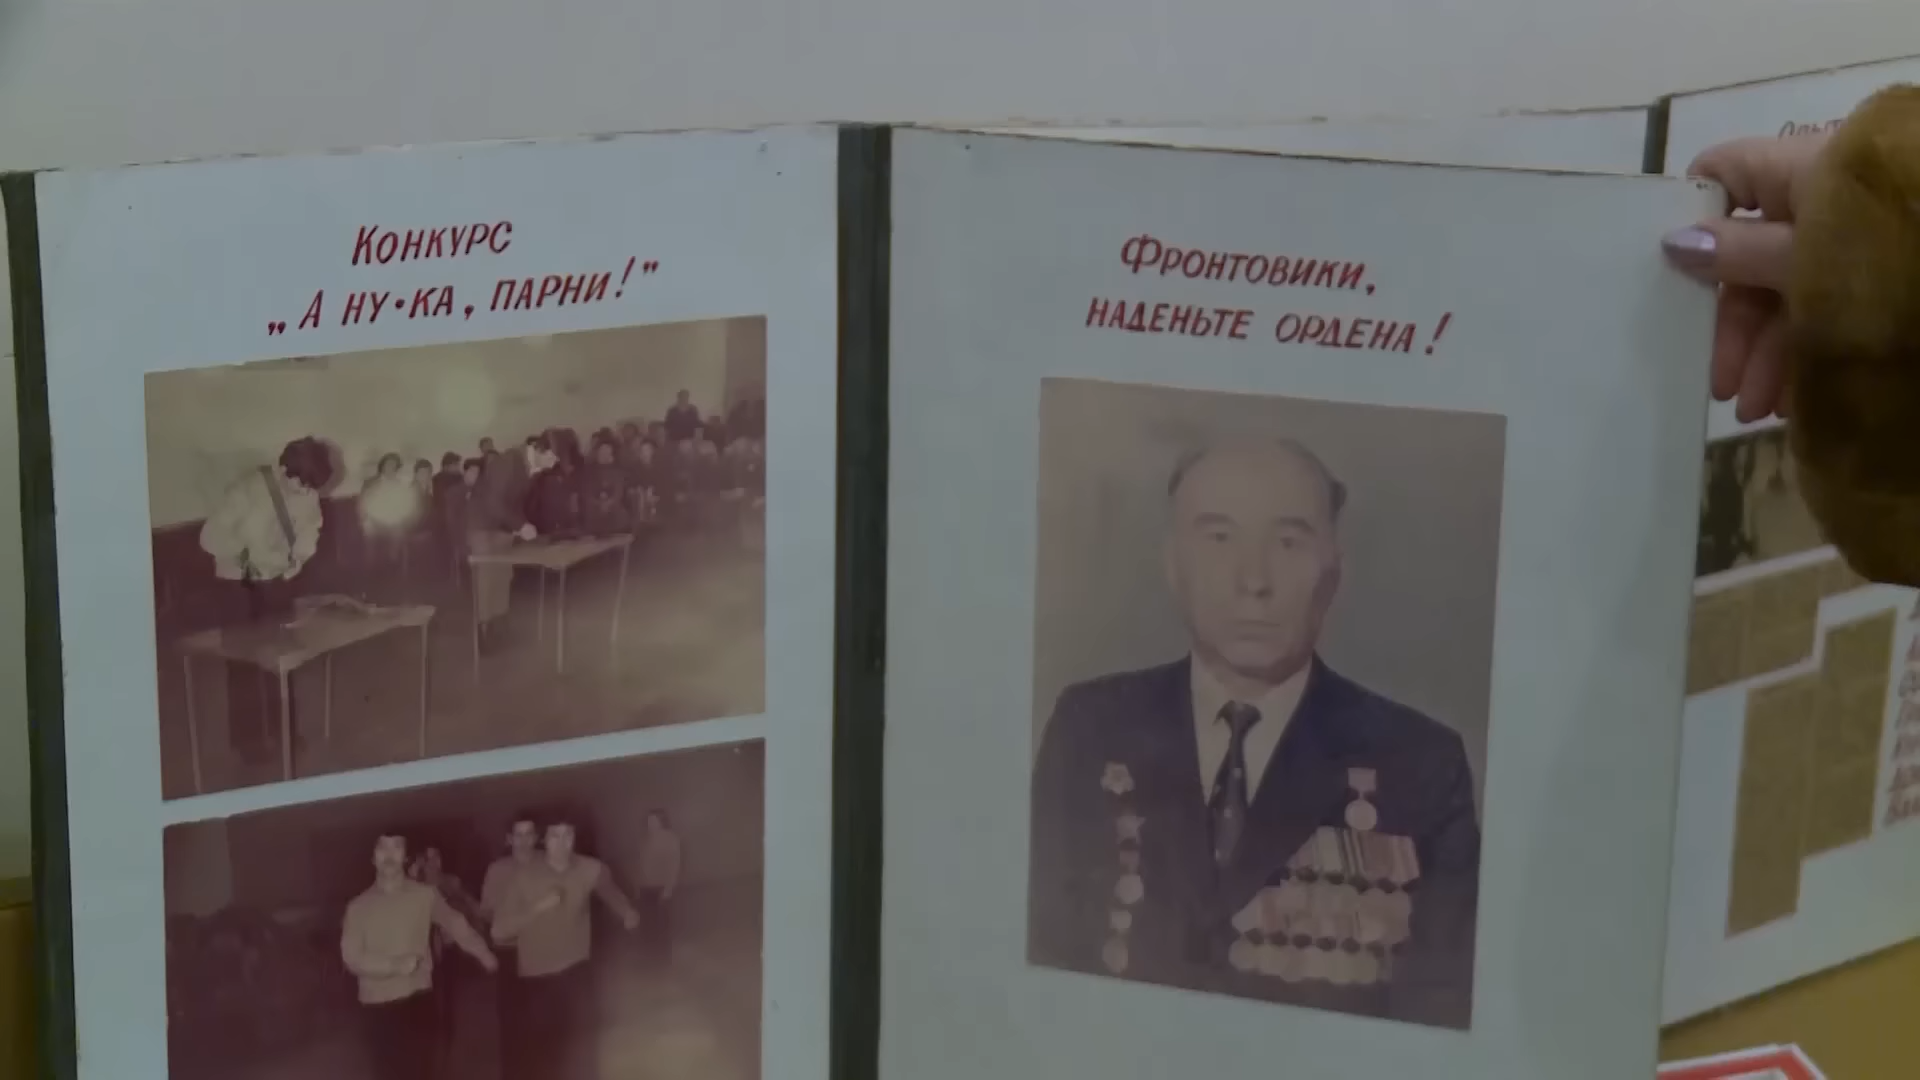 Конкурс
„А ну-ка, парни!”
Фронтовики,
наденьте ордена!